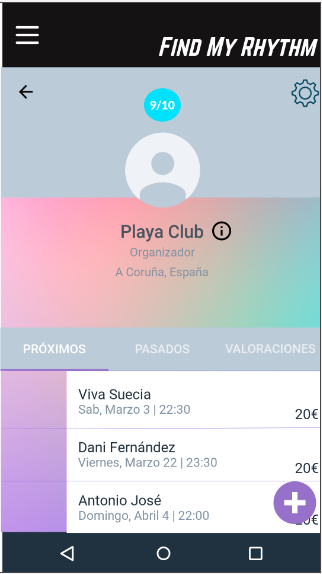 FIND MY RHYTHM
9/10
Playa Club
Organizador
A Coruña, España
PRÓXIMOS PASADOS VALORACIONES
Viva Suecia
Sab, Marzo 3 | 22:30
20€
Dani Fernández
Viernes, Marzo 22 | 23:30
20€
Antonio José
Domingo, Abril 4 | 22:00